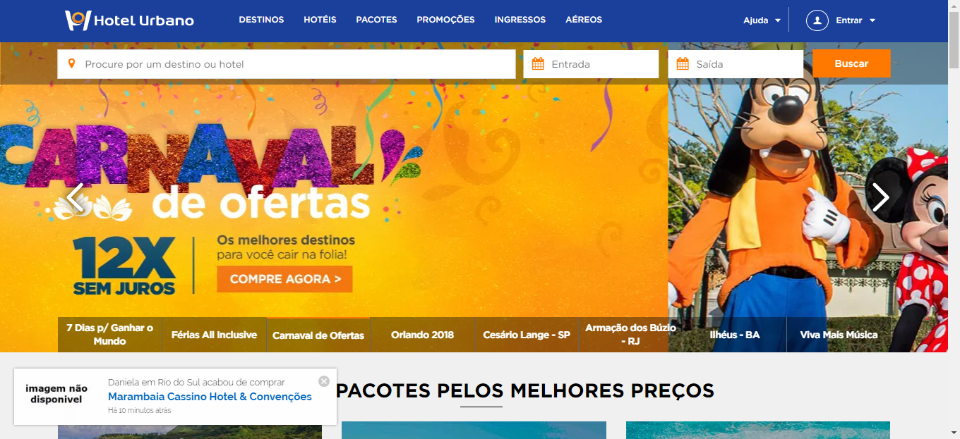 Hotel Urbano
DESTINOS HOTÉIS PACOTES PROMOÇÕES INGRESSOS AÉREOS
Ajuda
Entrar
Procure por um destino ou hotel
Entrada
Saída
Buscar
CARNAVAL
de ofertas
12X
SEM JUROS
Os melhores destinos
para você cair na folia!
COMPRE AGORA >
7 Dias p/ Ganhar o
Mundo
Férias All Inclusive
Carnaval de Ofertas
Orlando 2018
Cesário Lange - SP
Armação dos Búzio
- RJ
Ilhéus - BA
Viva Mais Música
PACOTES PELOS MELHORES PREÇOS
imagem não
disponivel
Daniela em Rio do Sul acabou de comprar
Marambaia Cassino Hotel & Convenções
Há 10 minutos atrás